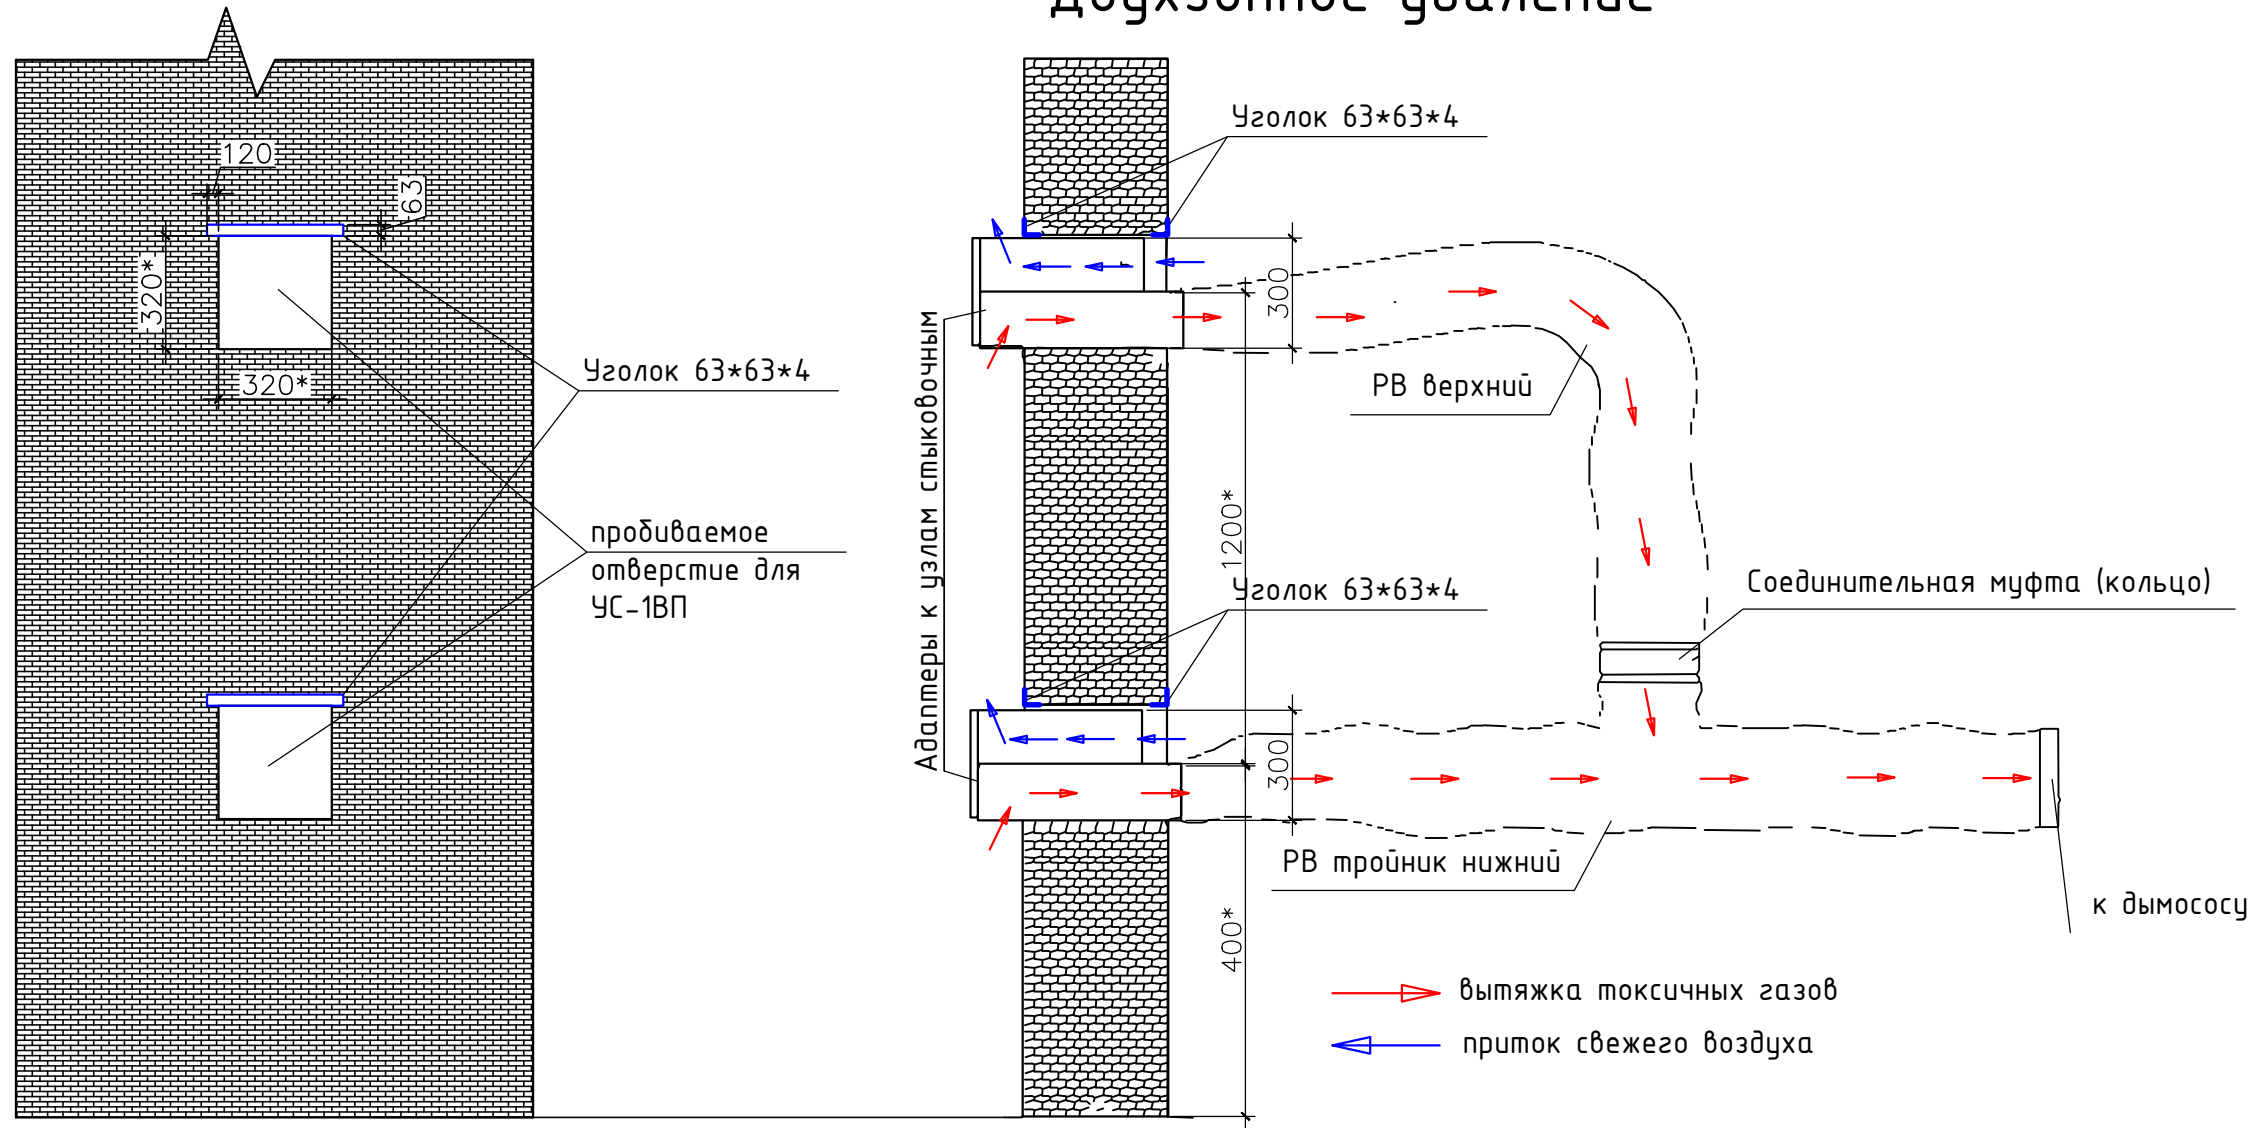 120
63
320*
320*
Уголок 63*63*4
пробиваемое
отверстие для
УС-1ВП
Уголок 63*63*4
300
Адаптеры к узлам стыковочным
РВ верхний
1200*
Уголок 63*63*4
Соединительная муфта (кольцо)
300
РВ тройник нижний
к дымососу
400*
вытяжка токсичных газов
приток свежего воздуха